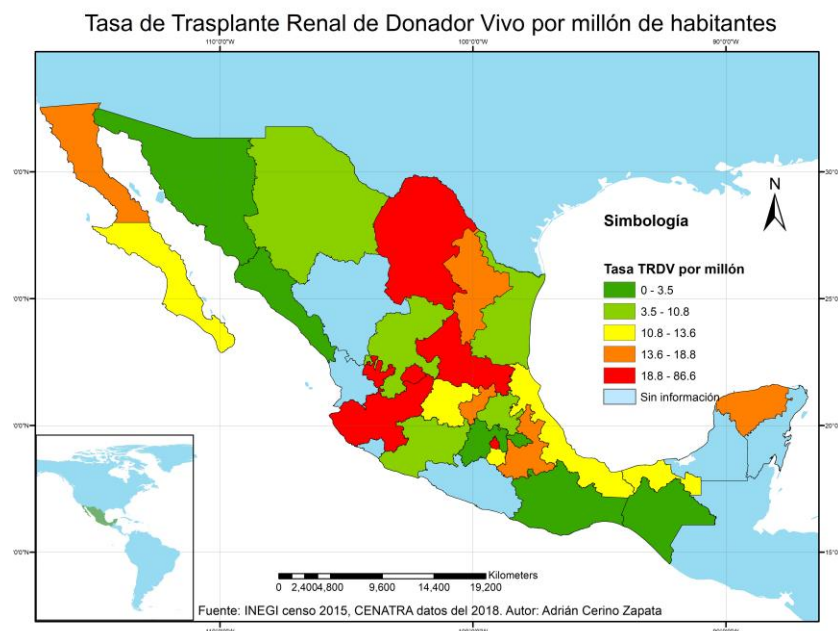 Tasa de Trasplante Renal de Donador Vivo por millón de habitantes
110°0'0"W 100°0'0"W 90°0'0"W
N
Simbología
Tasa TRDV por millón
0 - 3.5
3.5 - 10.8
10.8 - 13.6
13.6 - 18.8
18.8 - 86.6
Sin información
Kilometers
0 2,400 4,800 9,600 14,400 19,200
Fuente: INEGI censo 2015, CENATRA datos del 2018. Autor: Adrián Cerino Zapata